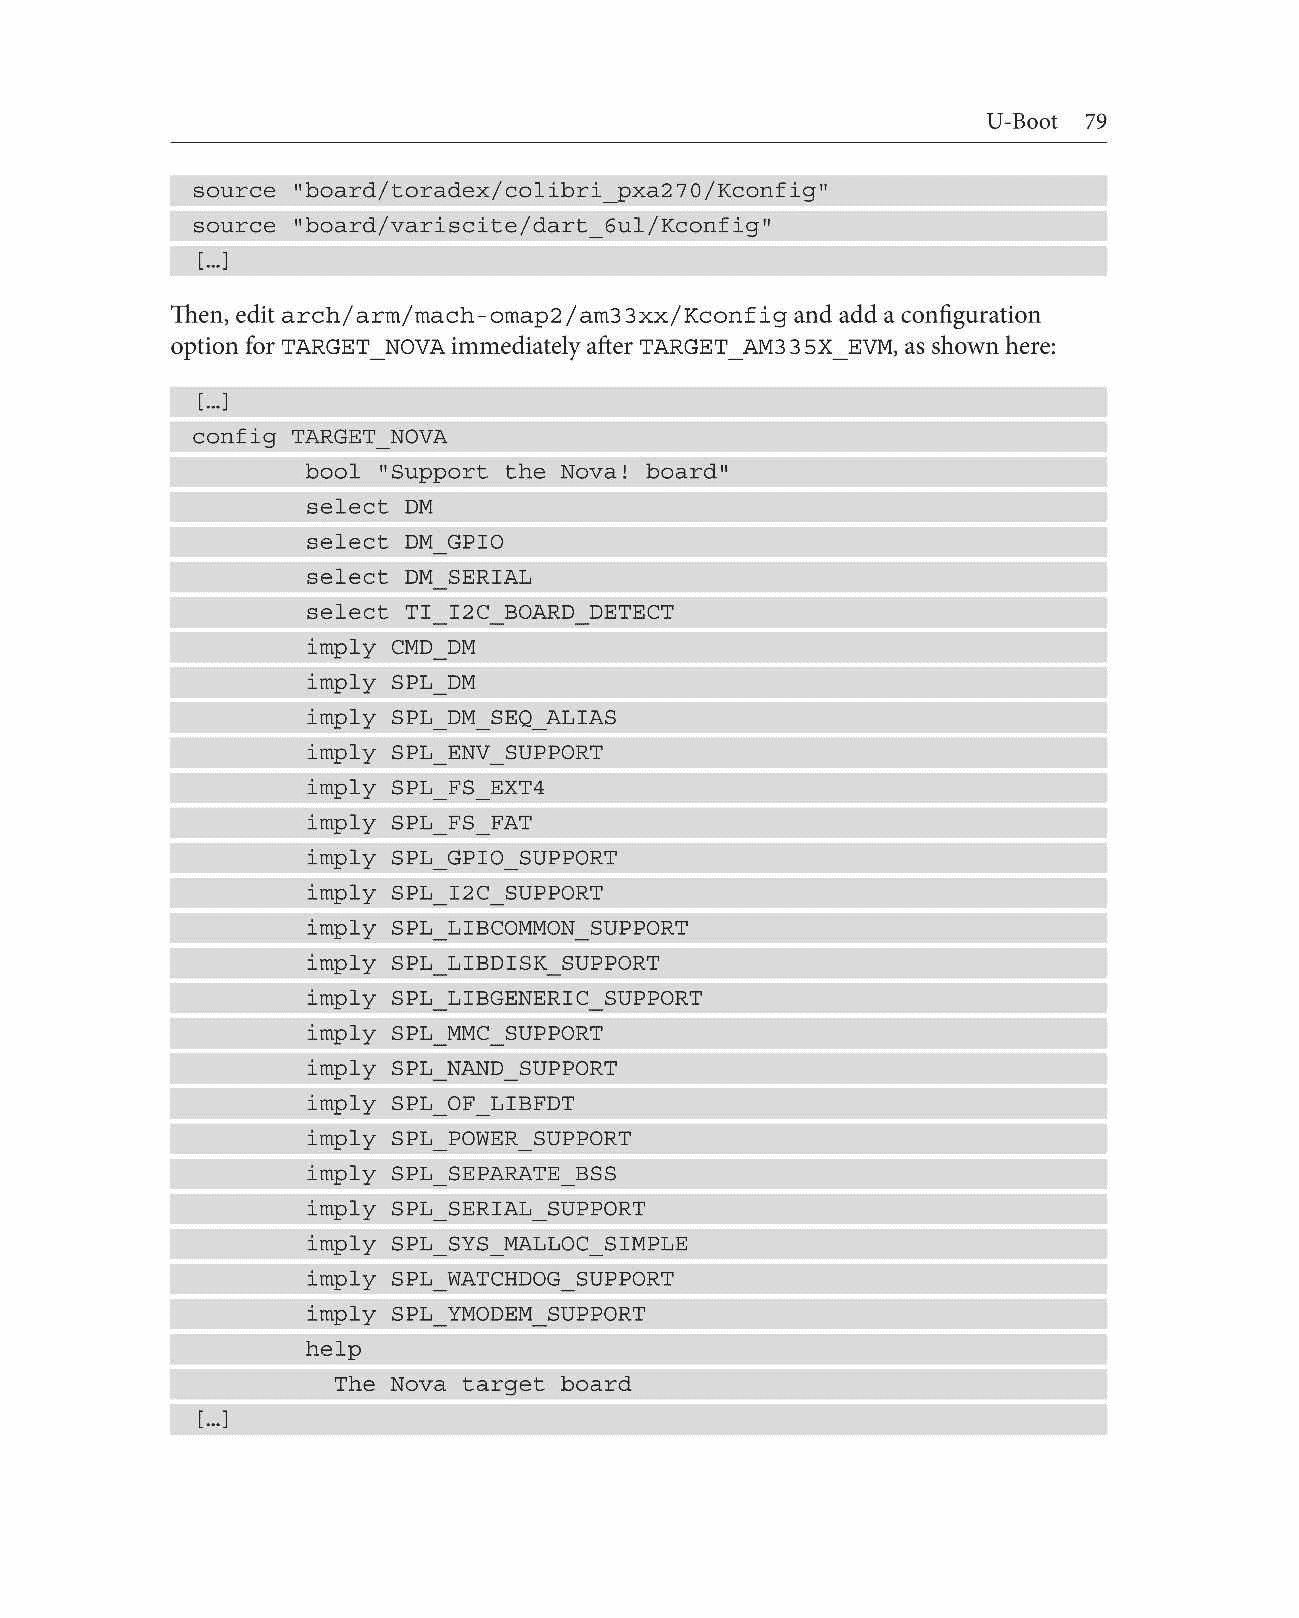 U-Boot 79
source "board/toradex/colibri_pxa270/Kconfig"
source "board/variscite/dart_6ul/Kconfig"
[…]
Then, edit arch/arm/mach-omap2/am33xx/Kconfig and add a configuration
option for TARGET_NOVA immediately after TARGET_AM335X_EVM, as shown here:
[…]
config TARGET_NOVA
        bool "Support the Nova! board"
        select DM
        select DM_GPIO
        select DM_SERIAL
        select TI_I2C_BOARD_DETECT
        imply CMD_DM
        imply SPL_DM
        imply SPL_DM_SEQ_ALIAS
        imply SPL_ENV_SUPPORT
        imply SPL_FS_EXT4
        imply SPL_FS_FAT
        imply SPL_GPIO_SUPPORT
        imply SPL_I2C_SUPPORT
        imply SPL_LIBCOMMON_SUPPORT
        imply SPL_LIBDISK_SUPPORT
        imply SPL_LIBGENERIC_SUPPORT
        imply SPL_MMC_SUPPORT
        imply SPL_NAND_SUPPORT
        imply SPL_OF_LIBFDT
        imply SPL_POWER_SUPPORT
        imply SPL_SEPARATE_BSS
        imply SPL_SERIAL_SUPPORT
        imply SPL_SYS_MALLOC_SIMPLE
        imply SPL_WATCHDOG_SUPPORT
        imply SPL_YMODEM_SUPPORT
        help
          The Nova target board
[…]